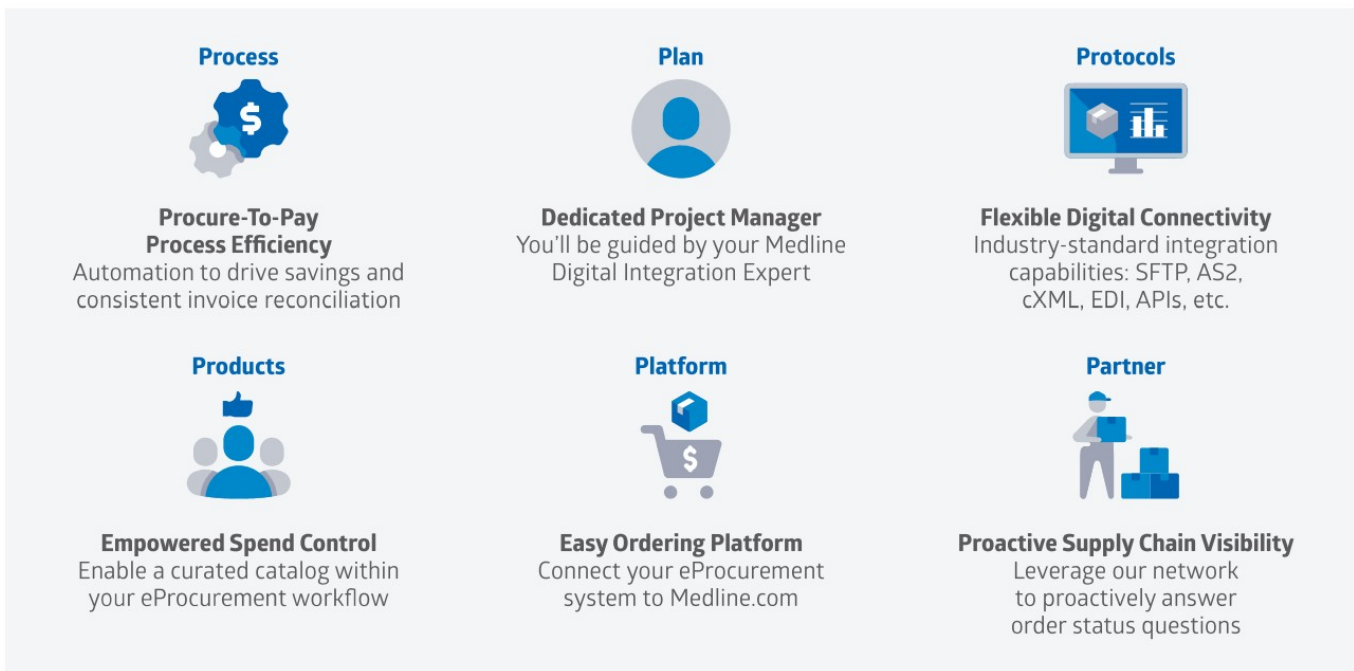 Process
$
Procure-To-Pay
Process Efficiency
Automation to drive savings and
consistent invoice reconciliation
Plan
Dedicated Project Manager
You'll be guided by your Medline
Digital Integration Expert
Protocols
Flexible Digital Connectivity
Industry-standard integration
capabilities: SFTP, AS2,
cXML, EDI, APIs, etc.
Products
Empowered Spend Control
Enable a curated catalog within
your eProcurement workflow
Platform
$
Easy Ordering Platform
Connect your eProcurement
system to Medline.com
Partner
Proactive Supply Chain Visibility
Leverage our network
to proactively answer
order status questions